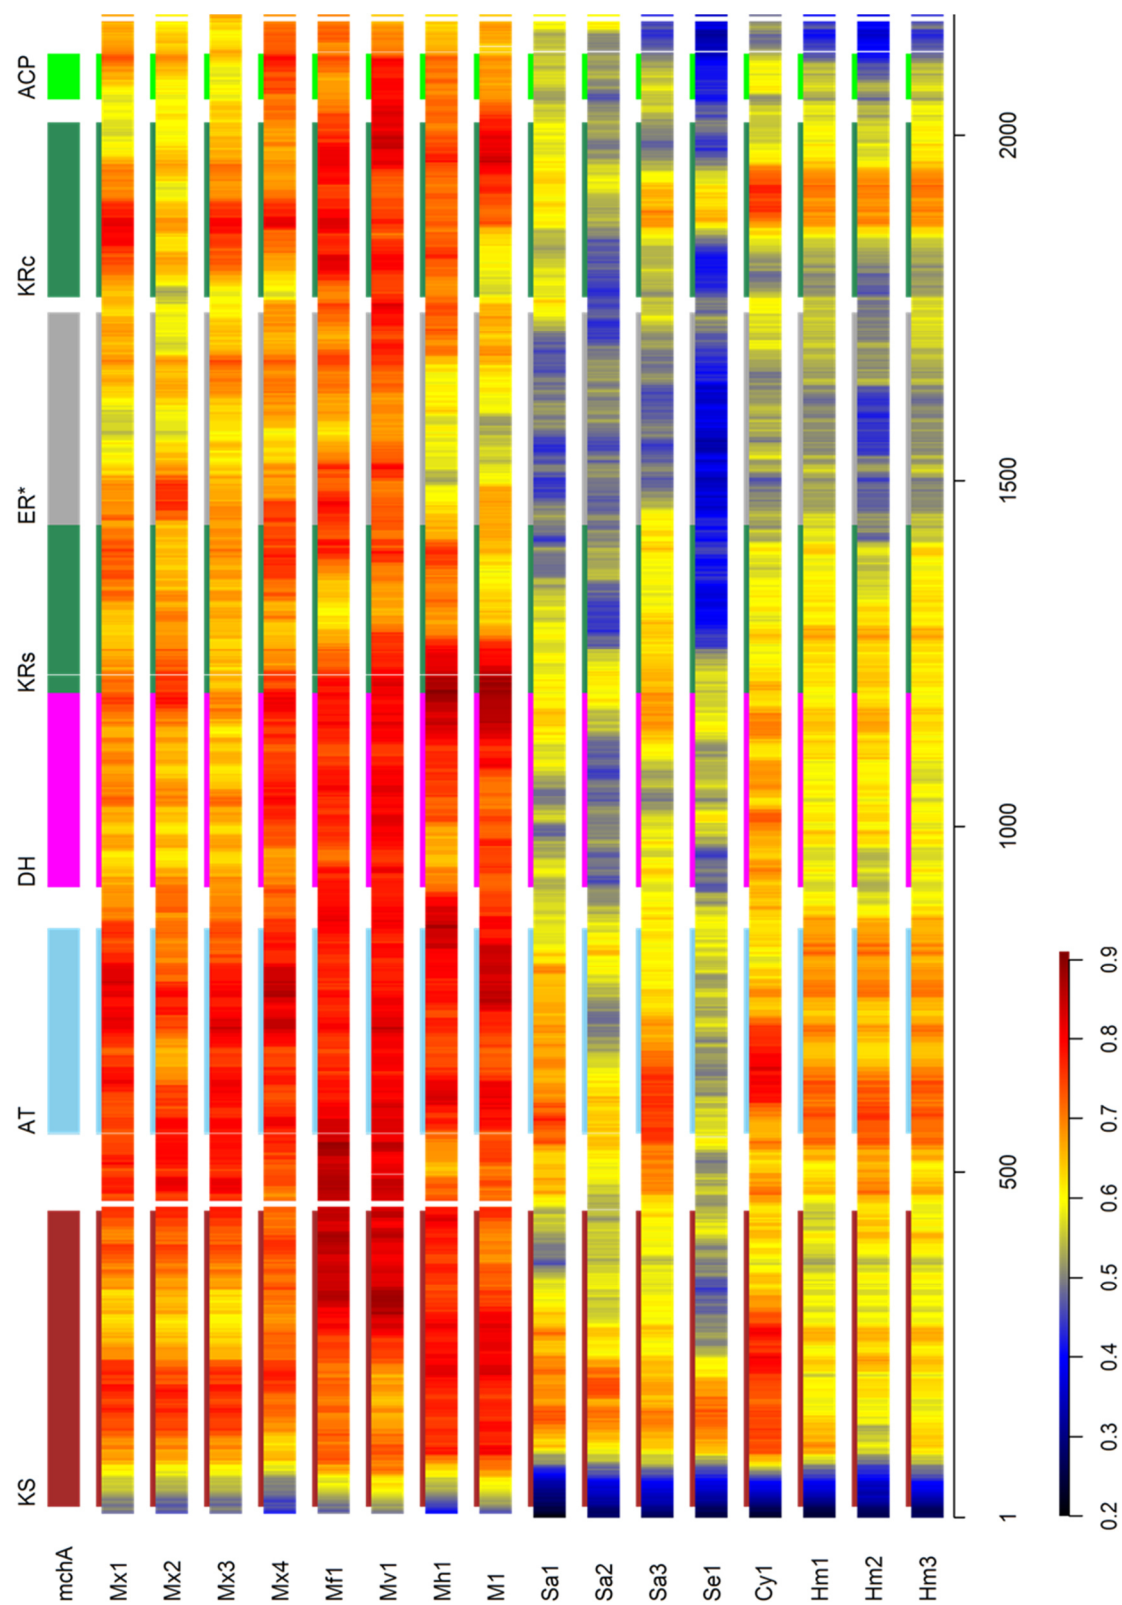 mchA
KS
AT
DH
KRs
ER*
KRc
ACP
Mx1
Mx2
Mx3
Mx4
Mf1
Mv1
Mh1
M1
Sa1
Sa2
Sa3
Se1
Cy1
Hm1
Hm2
Hm3
1
500
1000
1500
2000
0.2
0.3
0.4
0.5
0.6
0.7
0.8
0.9